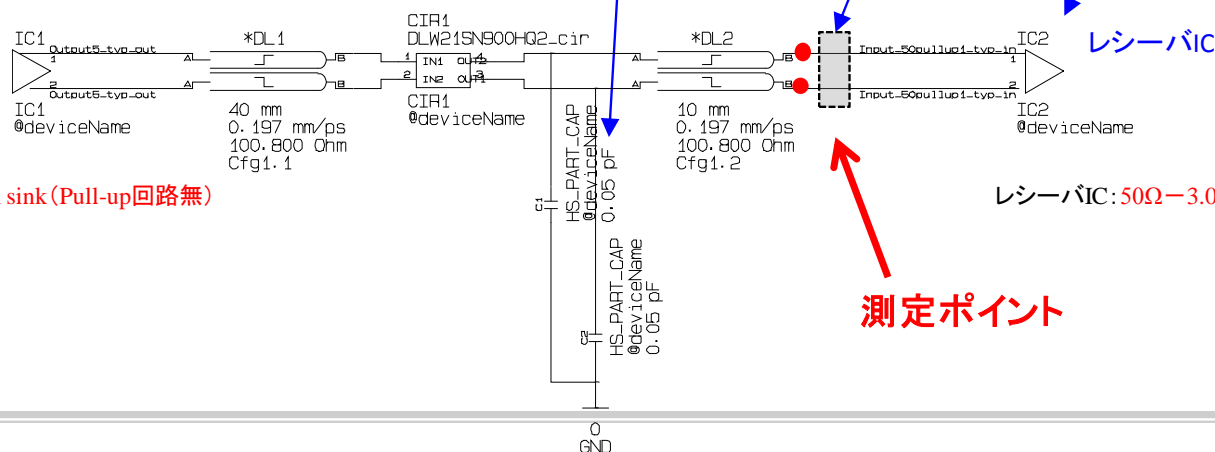 CIR1
DLW21SN900HQ2_cir
IC1
Output5_typ_out
1
2
Output5_typ_out
IC1
@deviceName
*DL1
A
B
A
B
40 mm
0.197 mm/ps
100.800 Ohm
Cfg1.1
1 IN1 OUT2 4
2 IN2 OUT1 3
CIR1
@deviceName
*DL2
A
B
A
B
10 mm
0.197 mm/ps
100.800 Ohm
Cfg1.2
Input_50pullup1_typ_in
1
2
Input_50pullup1_typ_in
IC2
IC2
@deviceName
レシーバIC
sink（Pull-up回路無）
レシーバIC：50Ω－3.0
C1
HS_PART_CAP
@deviceName
0.05 pF
C2
HS_PART_CAP
@deviceName
0.05 pF
測定ポイント
0
GND